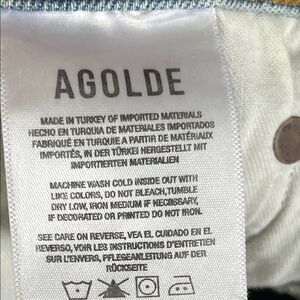 AGOLDE
MADE IN TURKEY OF IMPORTED MATERIALS
HECHO EN TURQUIA DE MATERIALES IMPORTADOS
FABRIQUÉ EN TURQUIE A PARTIR DE MATÉRIAUX
IMPORTÉS, IN DER TÜRKEI HERGESTELLT MIT
IMPORTIERTEN MATERIALIEN
MACHINE WASH COLD INSIDE OUT WITH
LIKE COLORS, DO NOT BLEACH,TUMBLE
DRY LOW, IRON MEDIUM IF NECESSARY,
IF DECORATED OR PRINTED DO NOT IRON.
SEE CARE ON REVERSE, VEA EL CUIDADO EN EL
REVERSO, VOIR LES INSTRUCTIONS D'ENTRETIEN
SUR L'ENVERS, PFLEGEANLEITUNG AUF DER
RÜCKSEITE